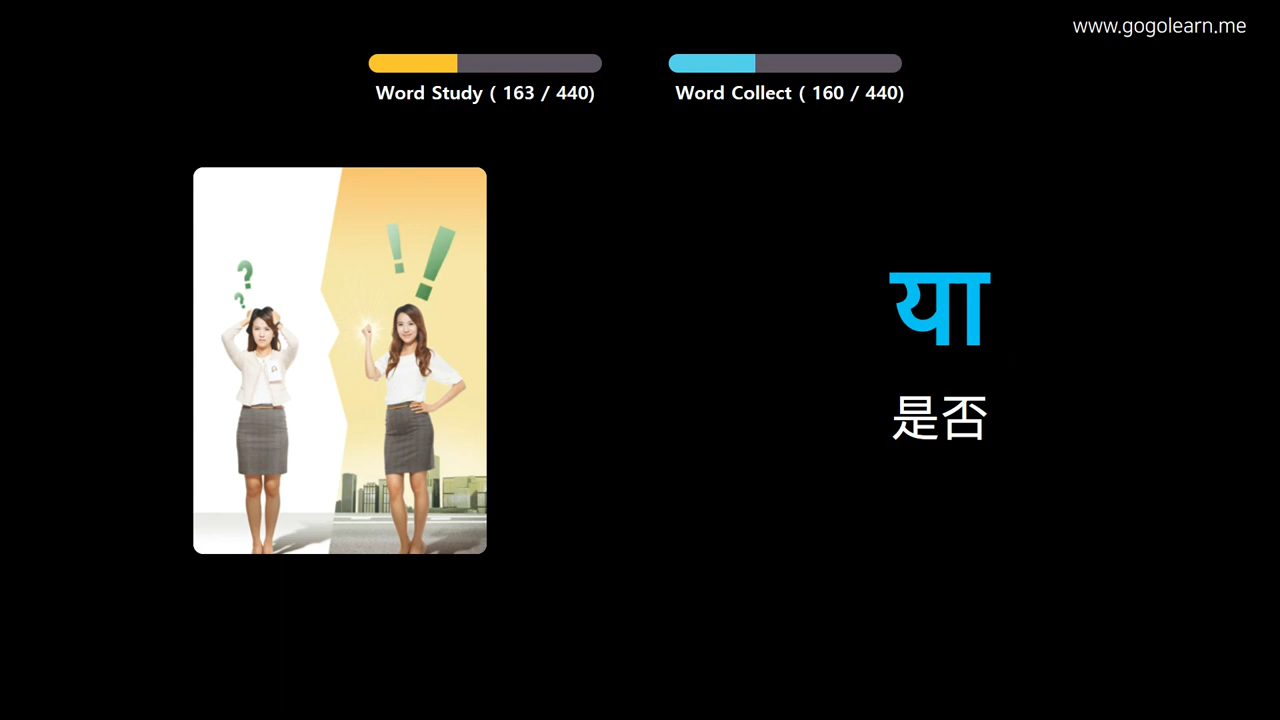 www.gogolearn.me
Word Study ( 163 / 440)
Word Collect ( 160 / 440)
? ?
! !
या
是否